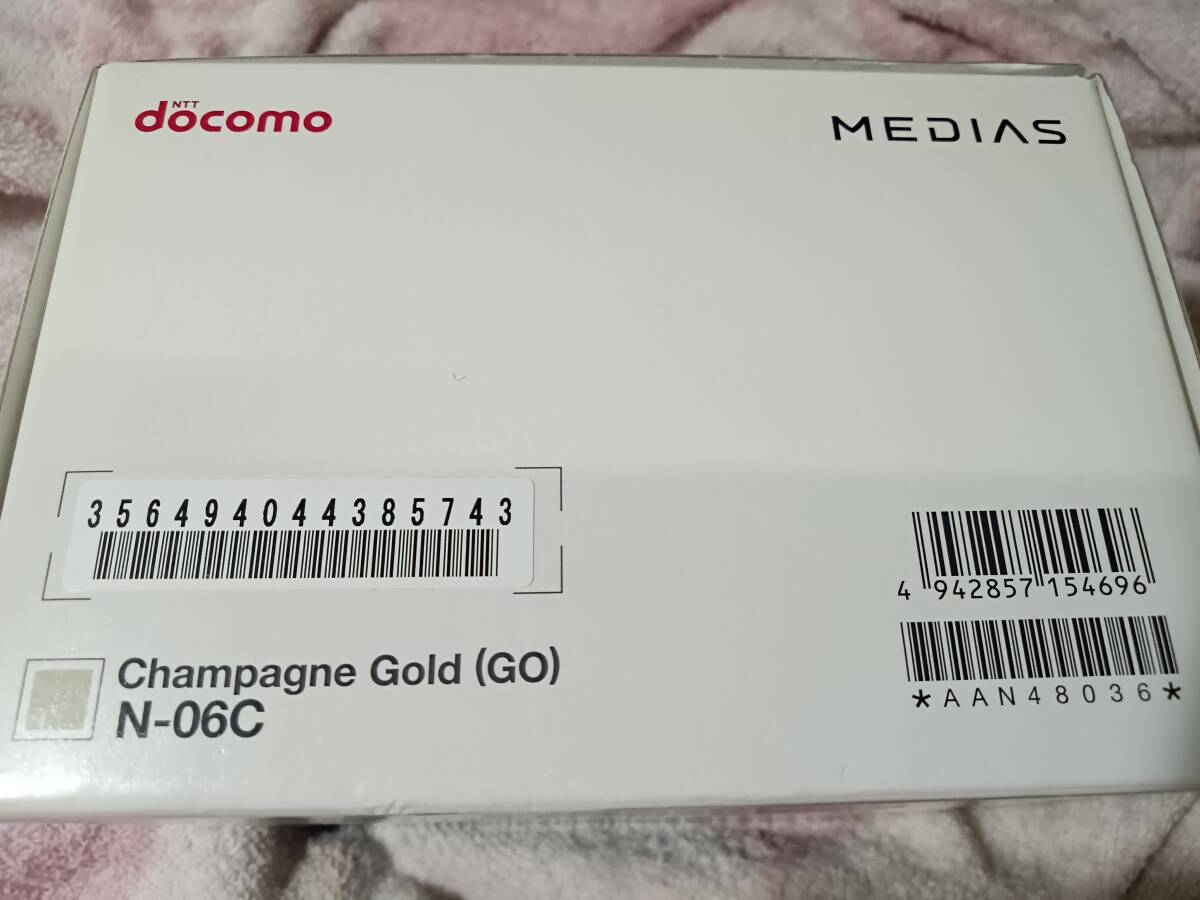 NTT
docomo
MEDIAS
356494044385743
4 942857 154696
*AAN48036*
Champagne Gold (GO)
N-06C